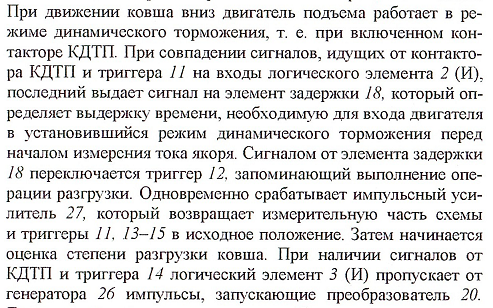 При движении ковша вниз двигатель подъема работает в ре-
жиме динамического торможения, т. е. при включенном кон-
такторе КДТП. При совпадении сигналов, идущих от контакто-
ра КДТП и триггера 11 на входы логического элемента 2 (И),
последний выдает сигнал на элемент задержки 18, который оп-
ределяет выдержку времени, необходимую для входа двигателя
в установившийся режим динамического торможения перед
началом измерения тока якоря. Сигналом от элемента задержки
18 переключается триггер 12, запоминающий выполнение опе-
рации разгрузки. Одновременно срабатывает импульсный уси-
литель 27, который возвращает измерительную часть схемы
и триггеры 11, 13–15 в исходное положение. Затем начинается
оценка степени разгрузки ковша. При наличии сигналов от
КДТП и триггера 14 логический элемент 3 (И) пропускает от
генератора 26 импульсы, запускающие преобразователь 20.